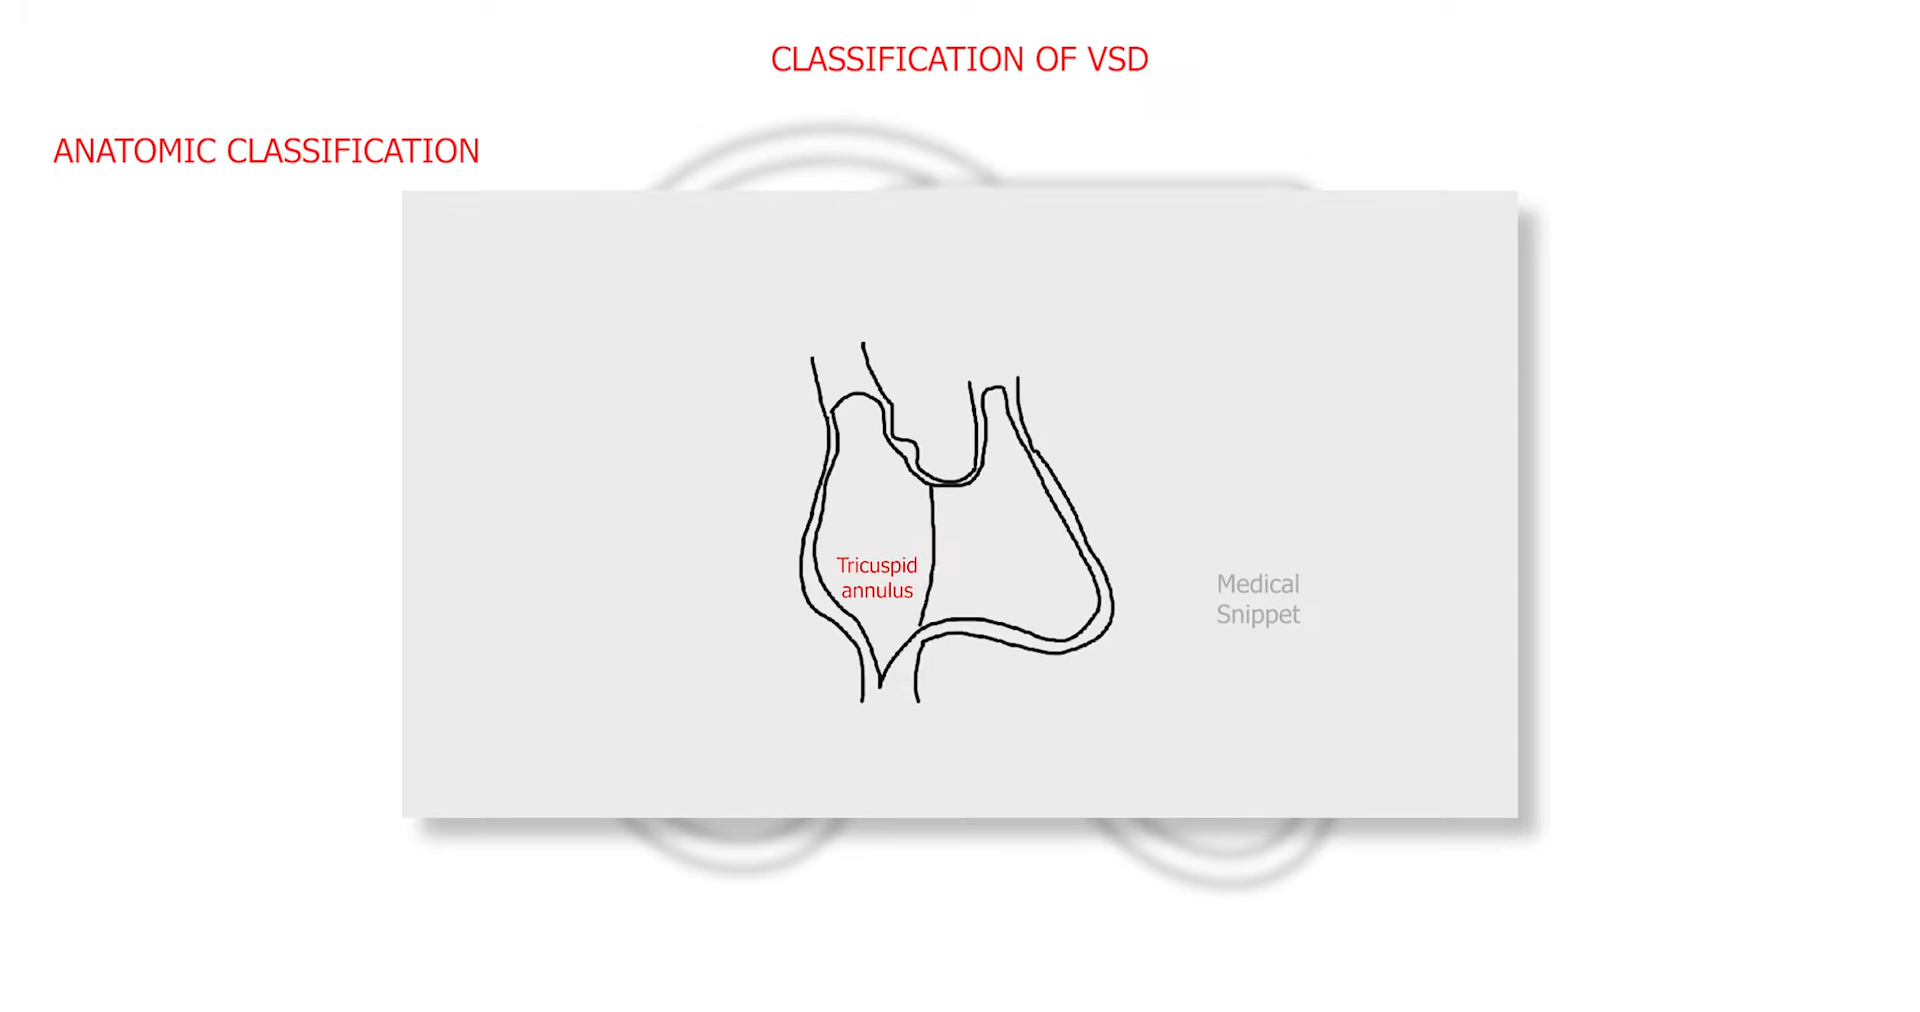 CLASSIFICATION OF VSD
ANATOMIC CLASSIFICATION
Tricuspid
annulus
Medical
Snippet